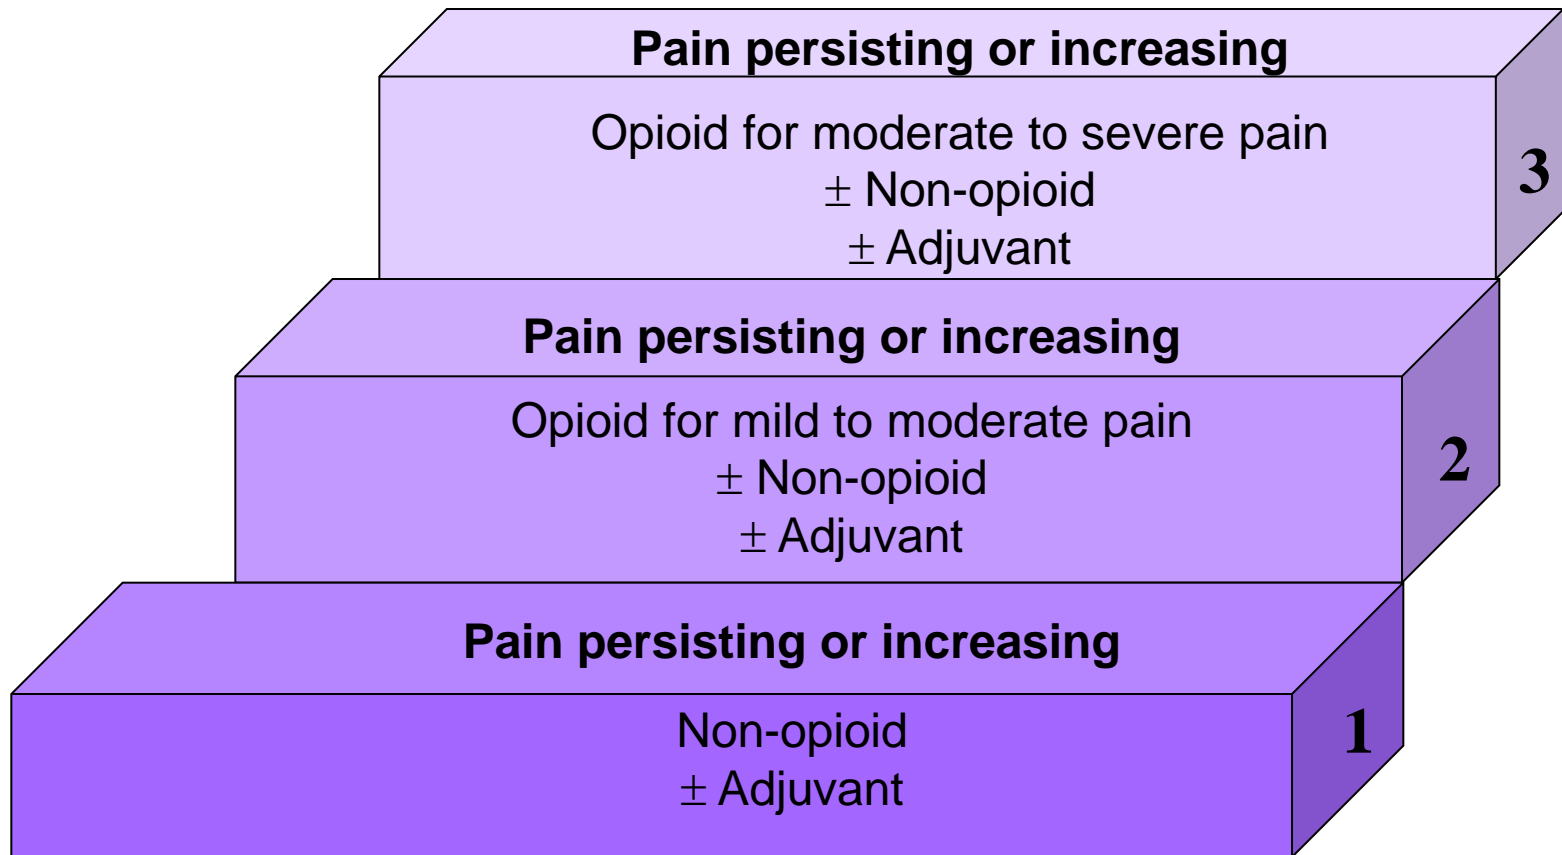 Pain persisting or increasing
Opioid for moderate to severe pain
± Non-opioid
± Adjuvant
3
Pain persisting or increasing
Opioid for mild to moderate pain
± Non-opioid
± Adjuvant
2
Pain persisting or increasing
Non-opioid
± Adjuvant
1